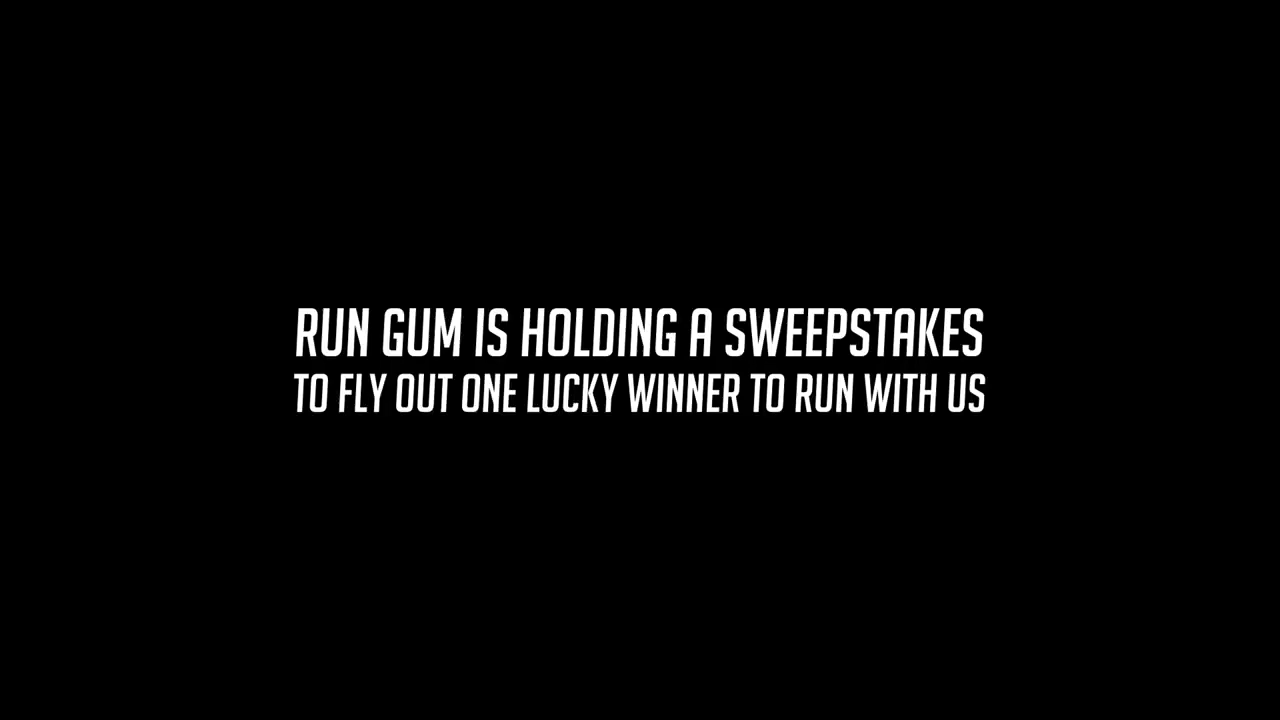 RUN GUM IS HOLDING A SWEEPSTAKES
TO FLY OUT ONE LUCKY WINNER TO RUN WITH US